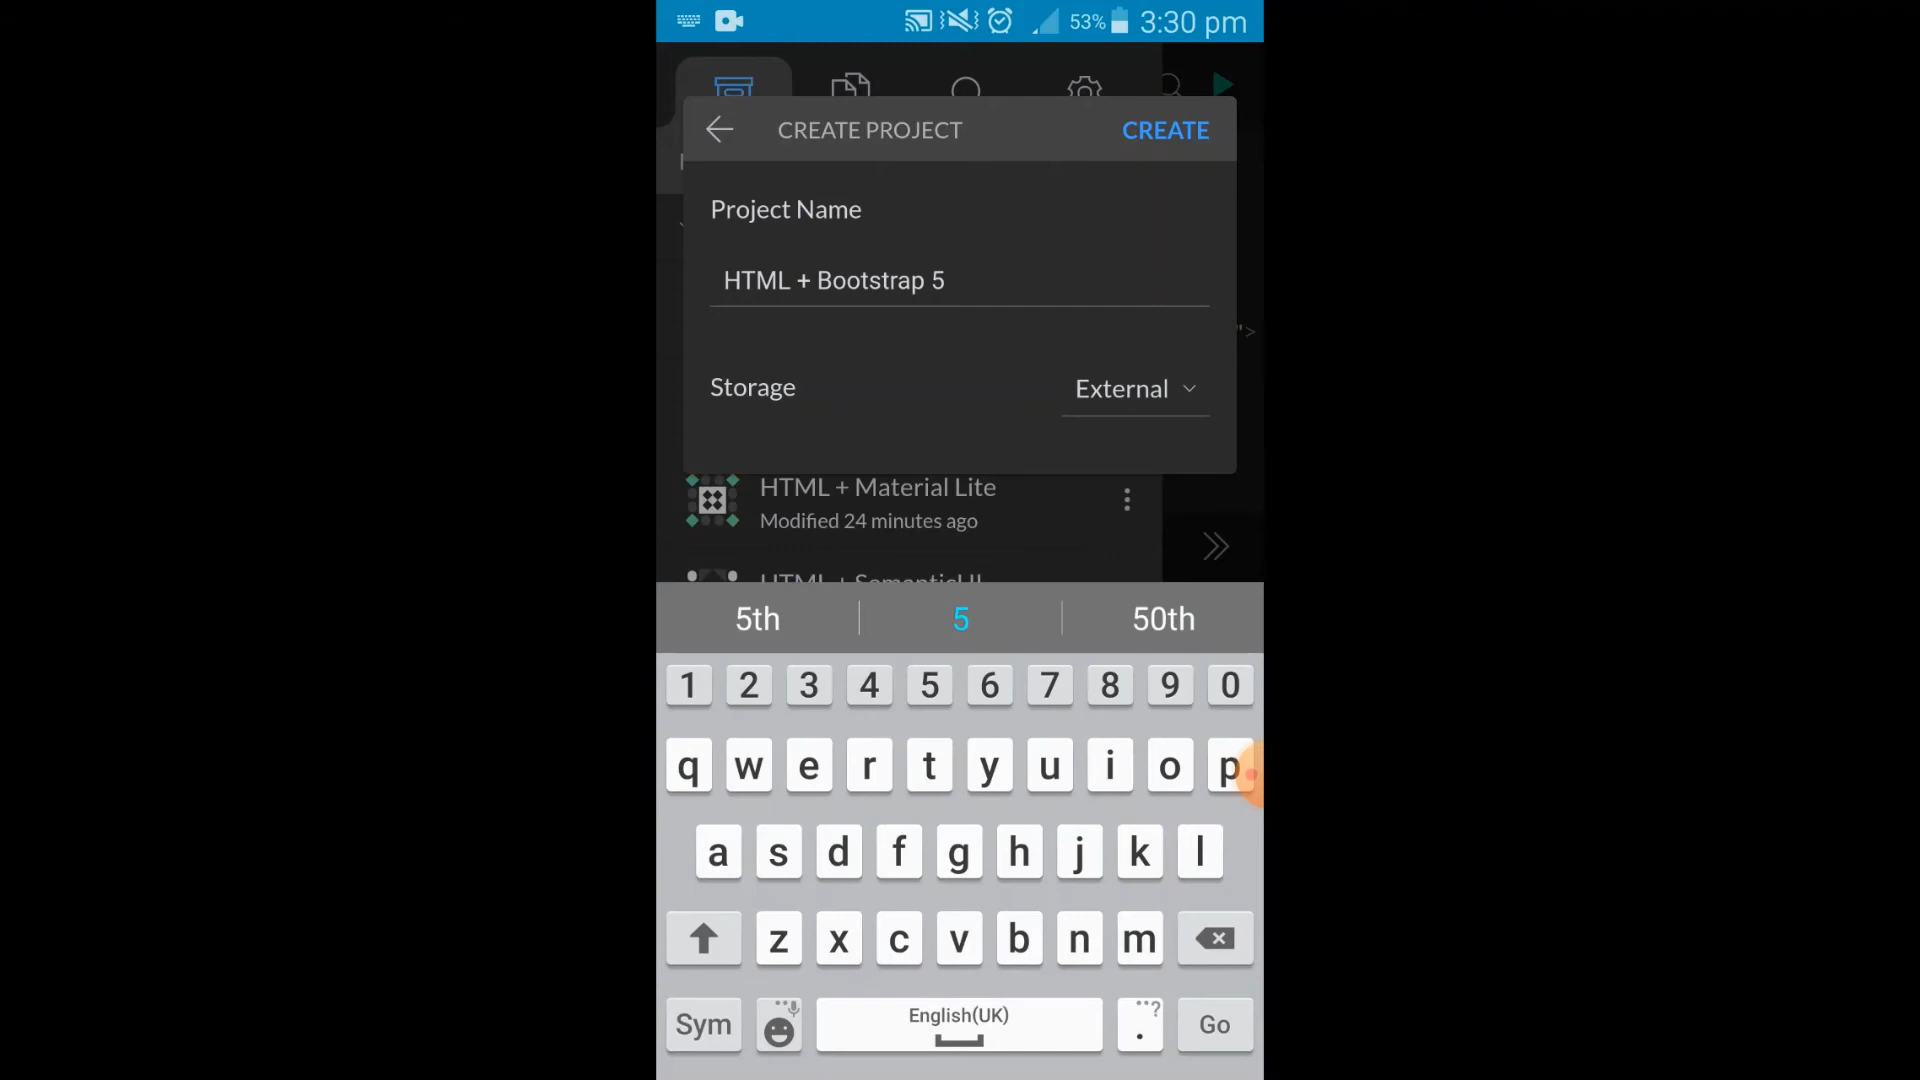 53% 3:30 pm
CREATE PROJECT CREATE
Project Name
HTML + Bootstrap 5
">
Storage External
HTML + Material Lite
Modified 24 minutes ago
HTML + SemanticUI
5th 5 50th
1 2 3 4 5 6 7 8 9 0
q w e r t y u i o p
a s d f g h j k l
z x c v b n m
Sym English(UK) . ? Go